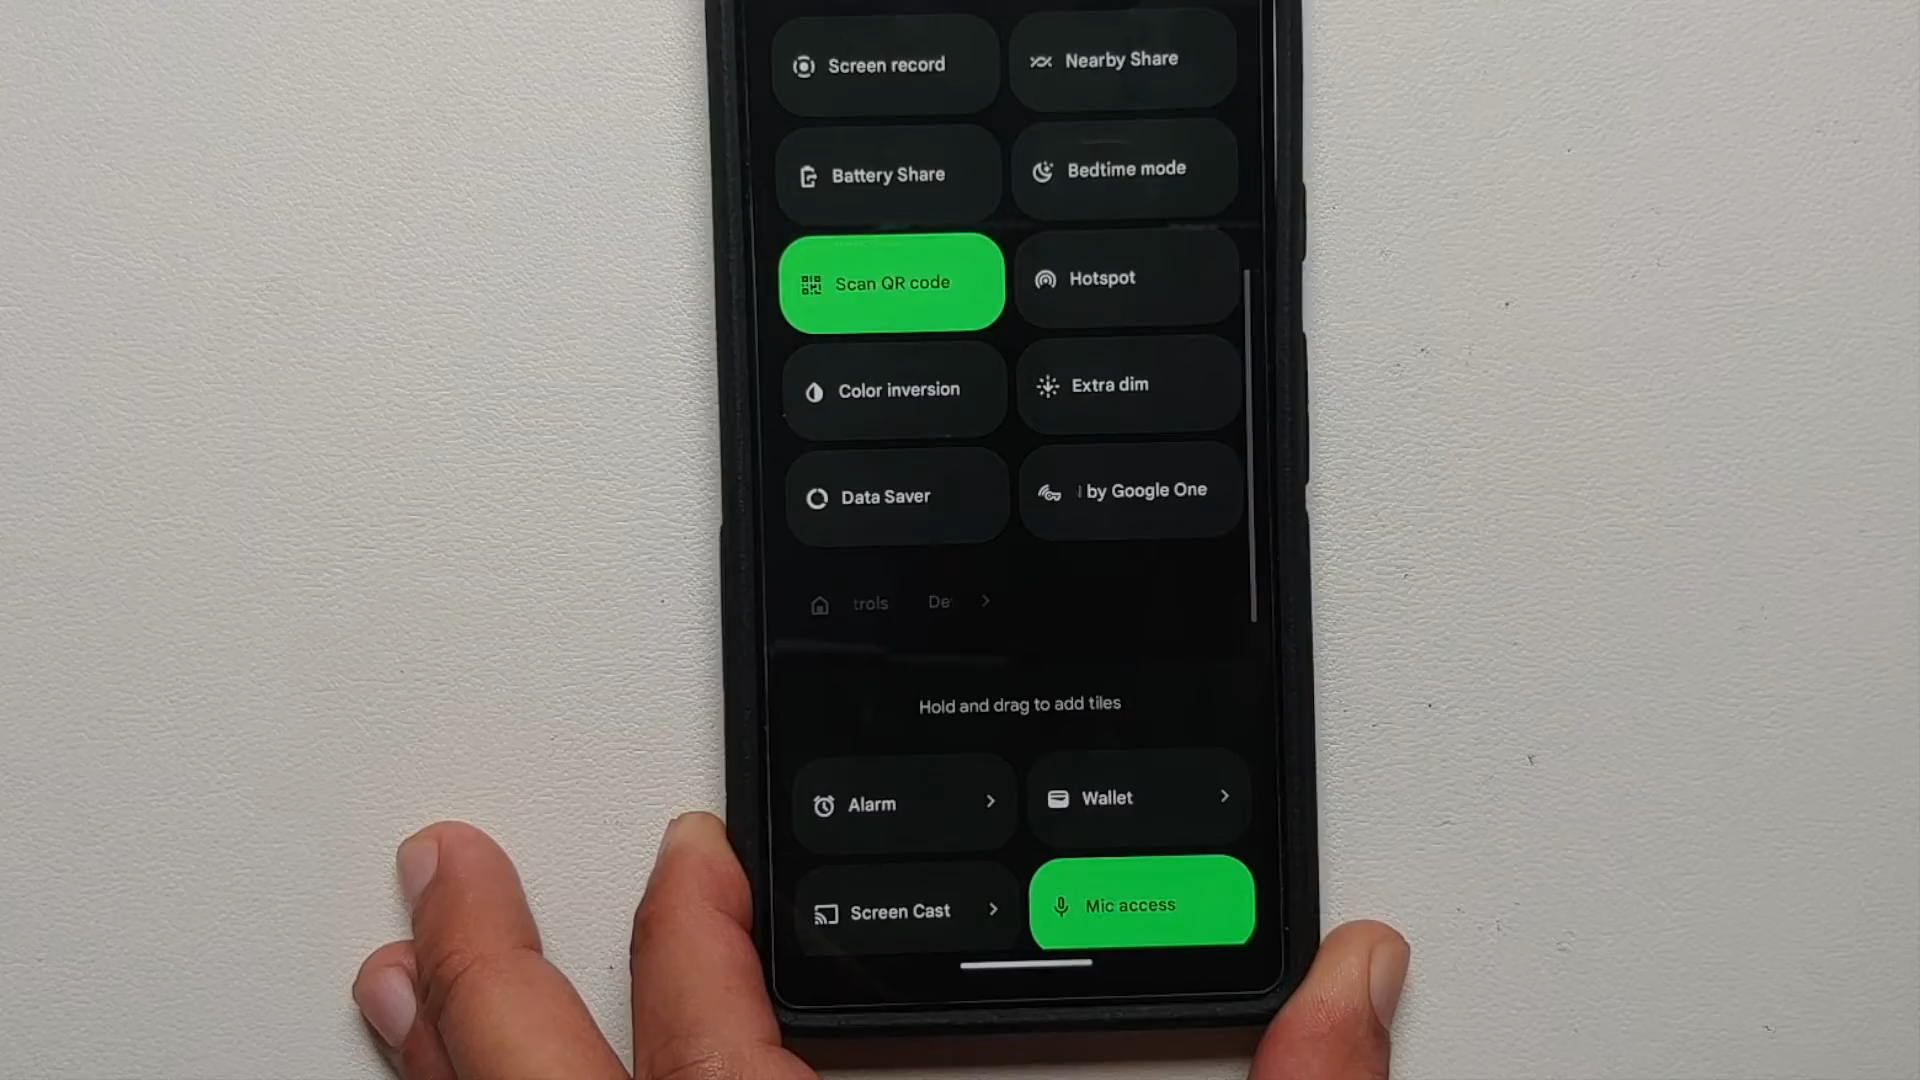 Screen record
Nearby Share
Battery Share
Bedtime mode
Scan QR code
Hotspot
Color inversion
Extra dim
Data Saver
by Google One
trols
De
Hold and drag to add tiles
Alarm
Wallet
Screen Cast
Mic access